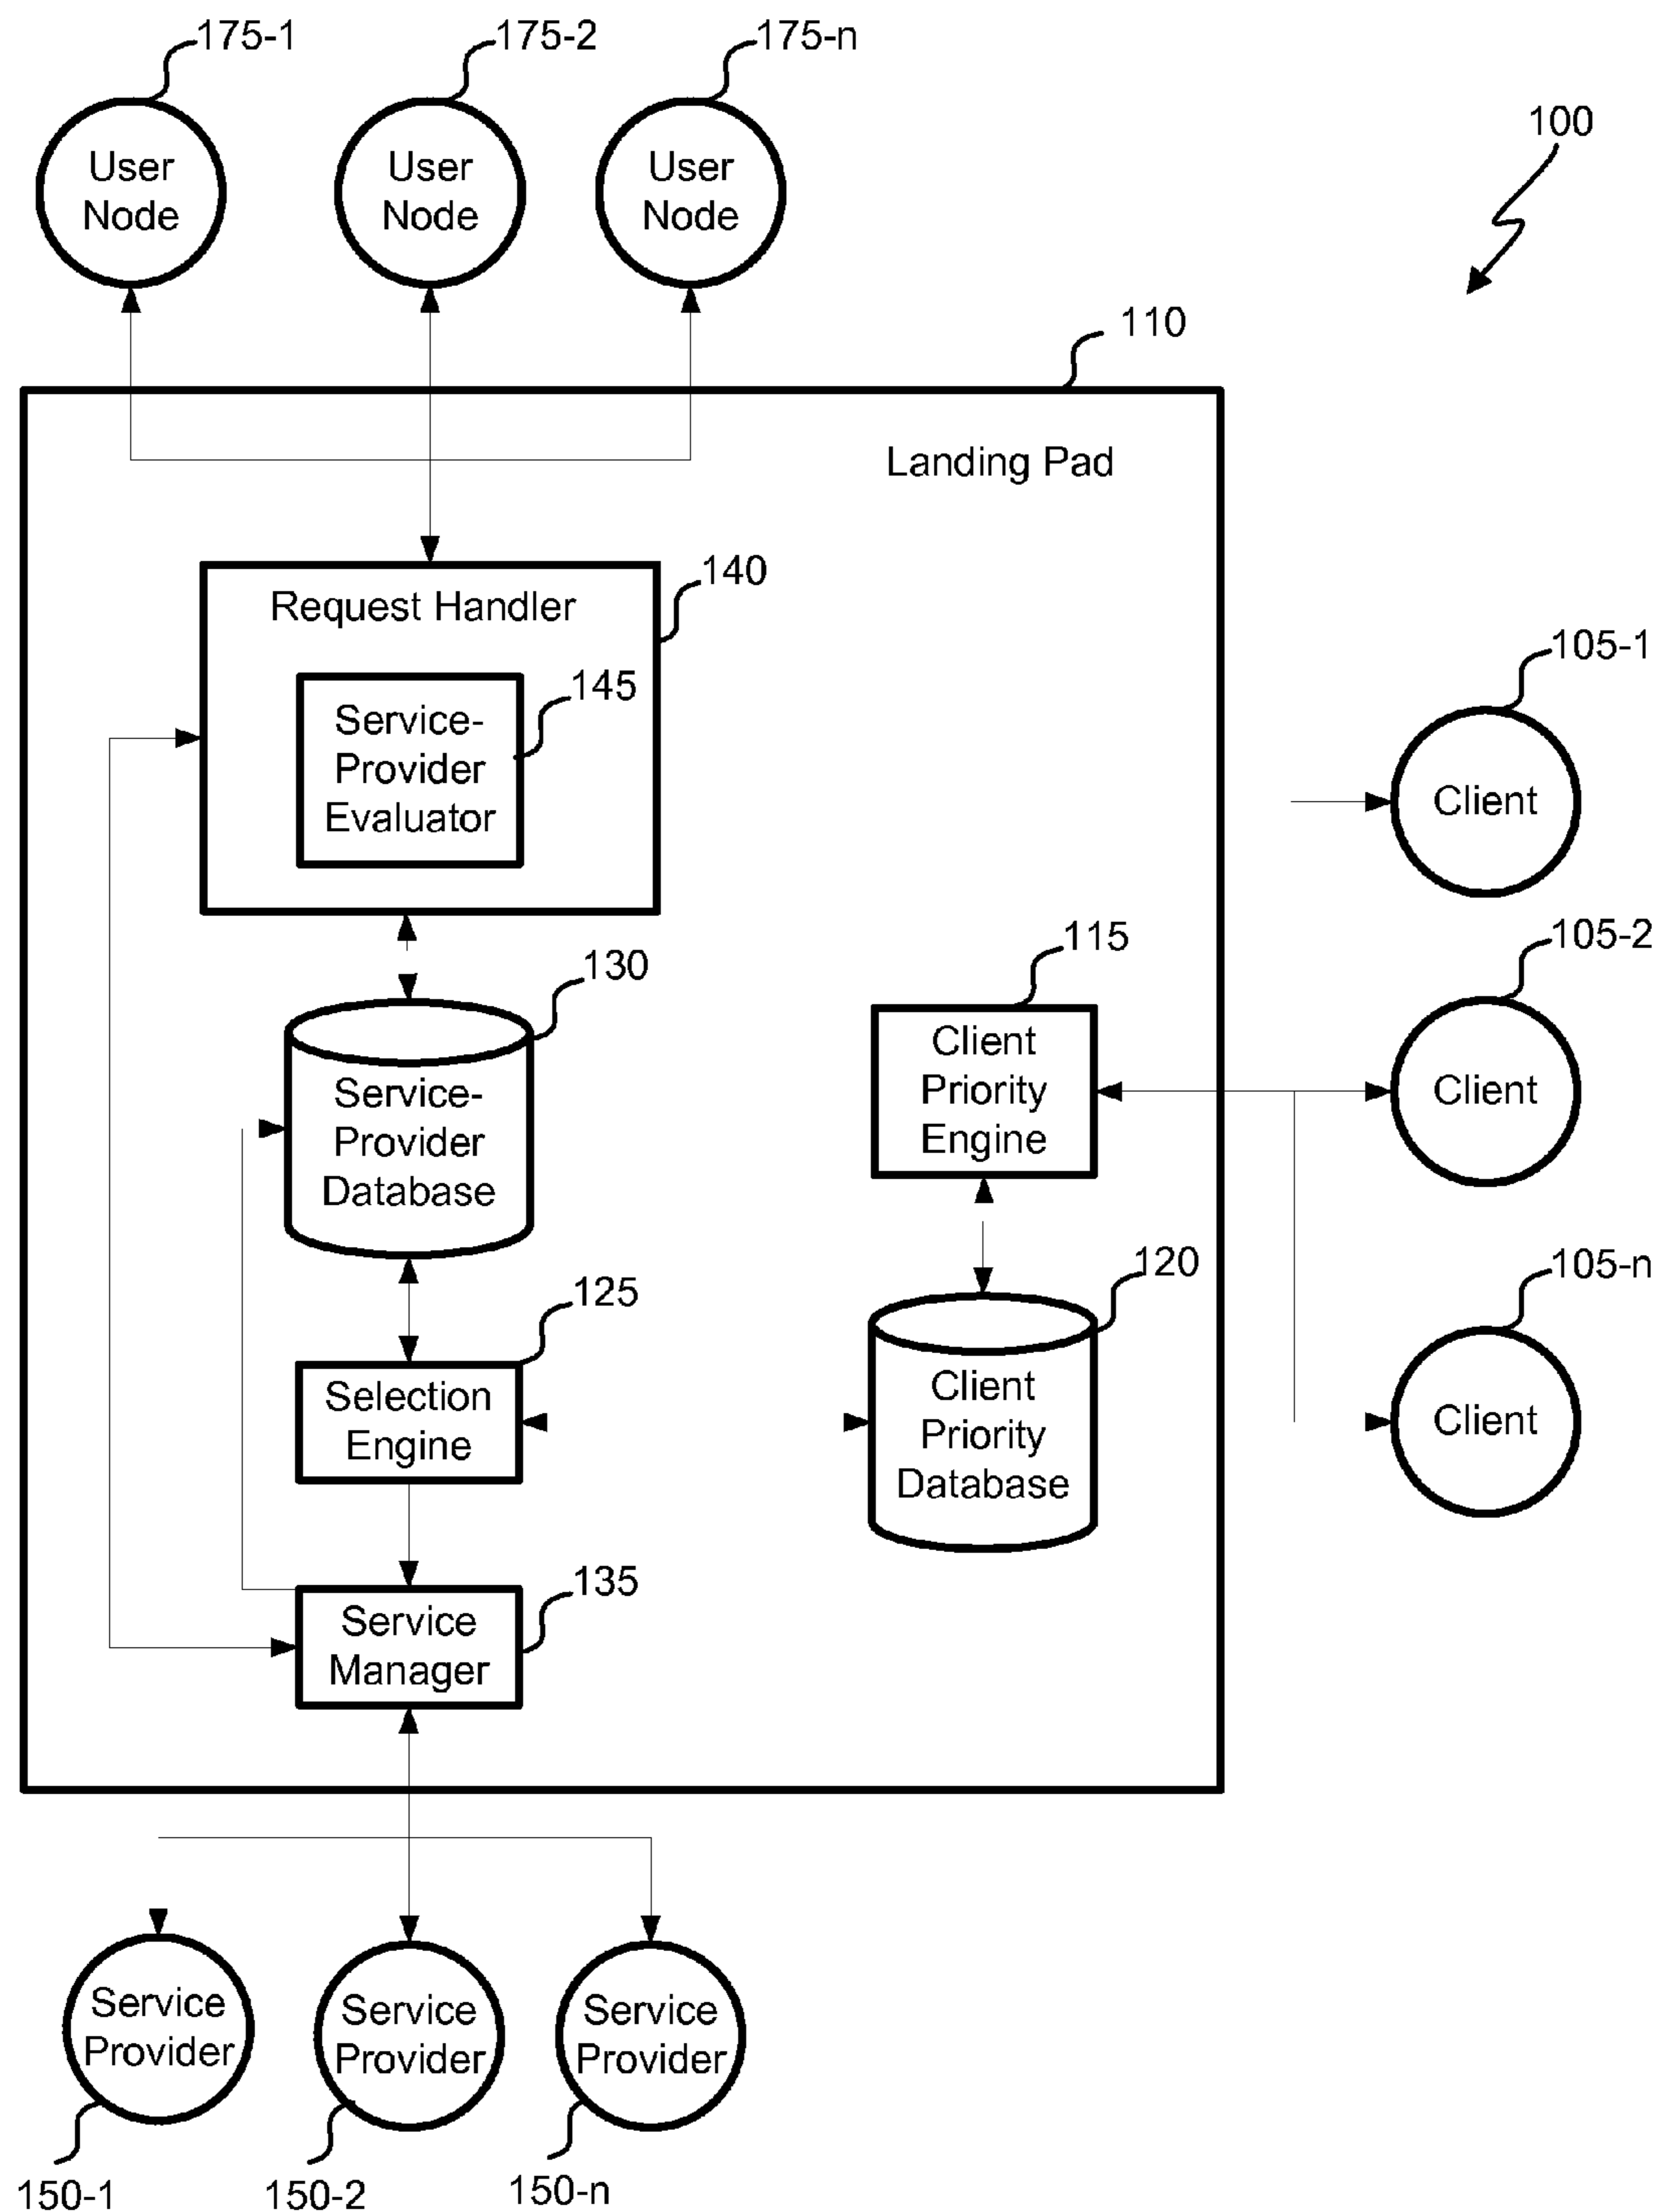 175-1
175-2
175-n
User
Node
User
Node
User
Node
100
110
Landing Pad
140
Request Handler
145
Service-
Provider
Evaluator
105-1
Client
130
Service-
Provider
Database
115
Client
Priority
Engine
105-2
Client
125
Selection
Engine
120
Client
Priority
Database
105-n
Client
135
Service
Manager
Service
Provider
Service
Provider
Service
Provider
150-1
150-2
150-n